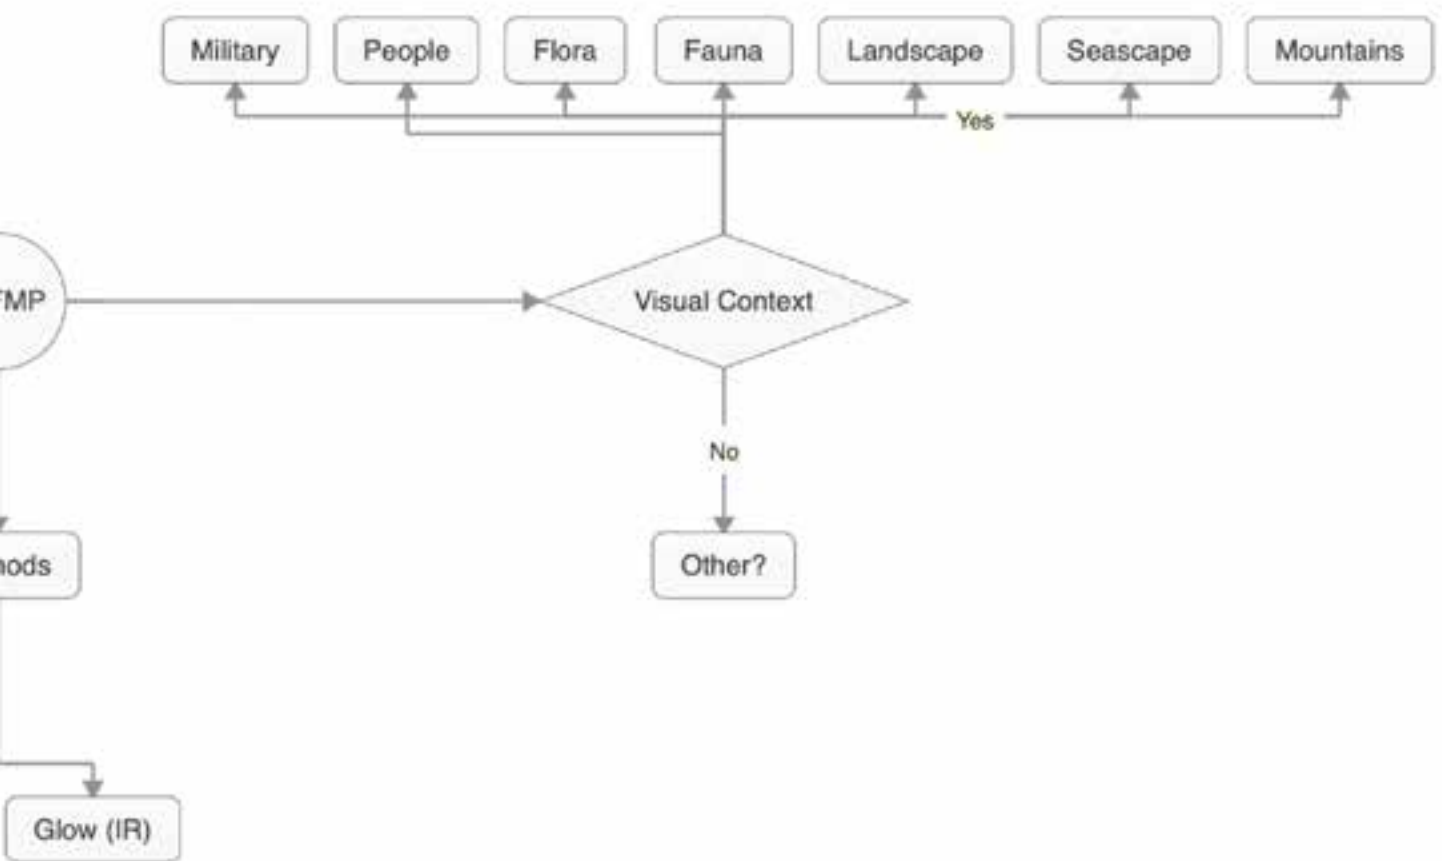 Military
People
Flora
Fauna
Landscape
Seascape
Mountains
Yes
Visual Context
No
Other?
Glow (IR)